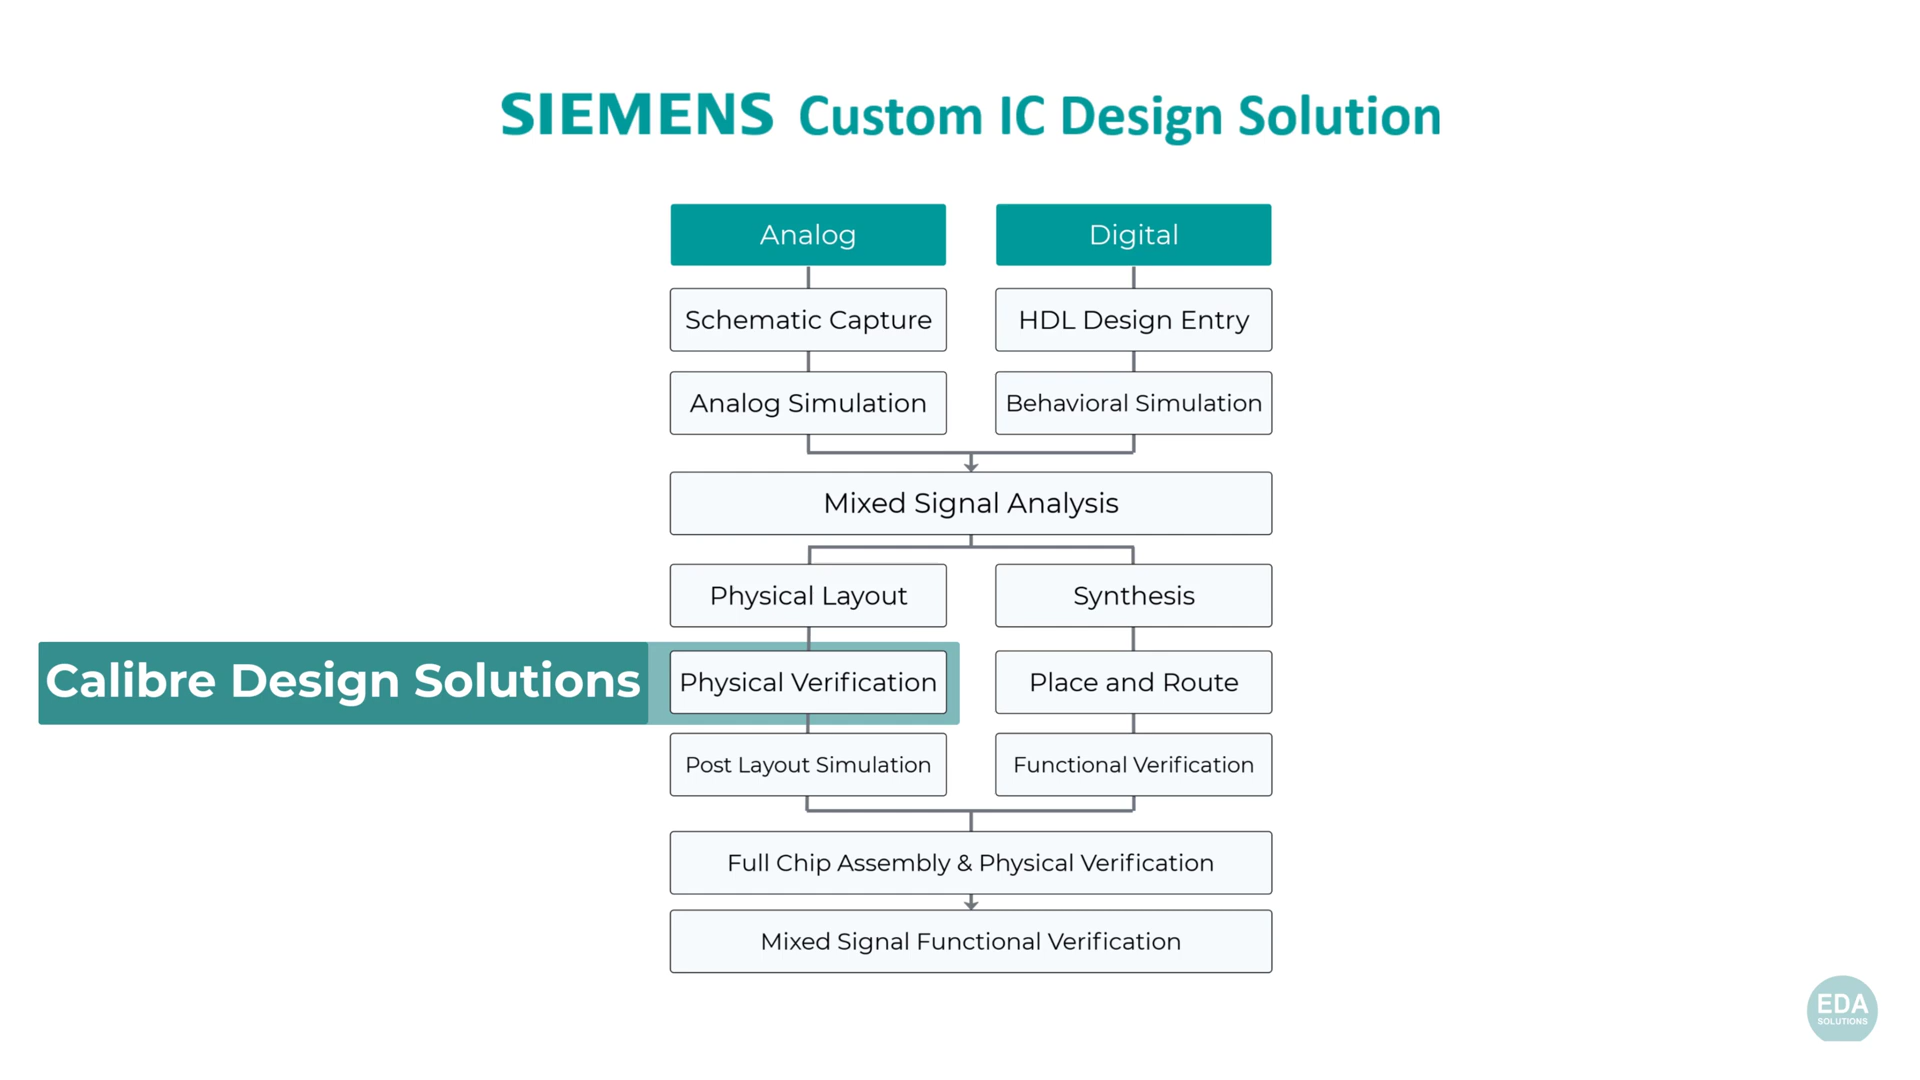 SIEMENS Custom IC Design Solution
Analog
Digital
Schematic Capture
HDL Design Entry
Analog Simulation
Behavioral Simulation
Mixed Signal Analysis
Physical Layout
Synthesis
Calibre Design Solutions
Physical Verification
Place and Route
Post Layout Simulation
Functional Verification
Full Chip Assembly & Physical Verification
Mixed Signal Functional Verification
EDA
SOLUTIONS